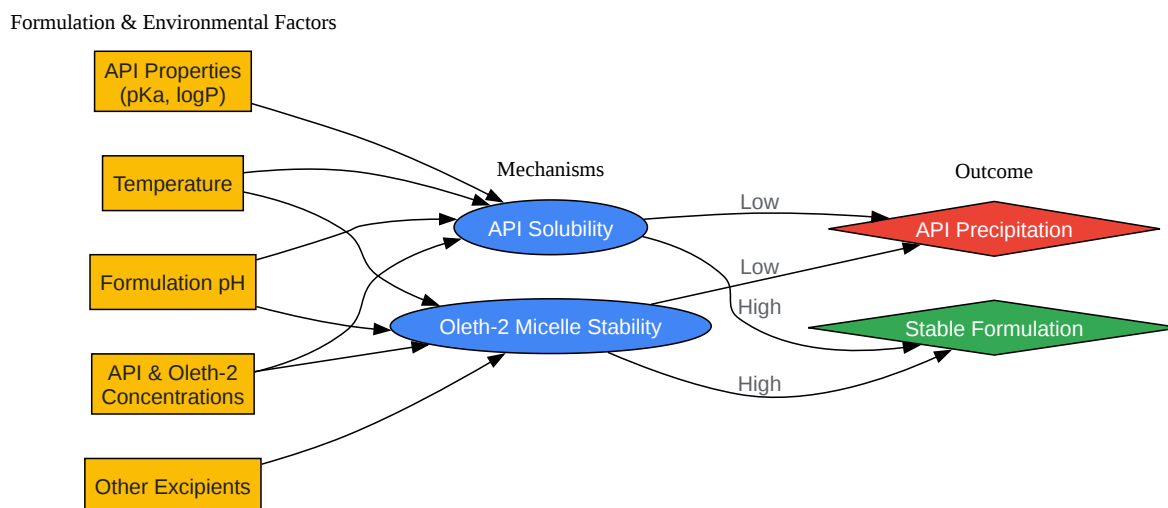 Formulation & Environmental Factors
API Properties
(pKa, logP)
Temperature
Formulation pH
API & Oleth-2
Concentrations
Other Excipients
Mechanisms
API Solubility
Oleth-2 Micelle Stability
Low
Low
High
High
Outcome
API Precipitation
Stable Formulation